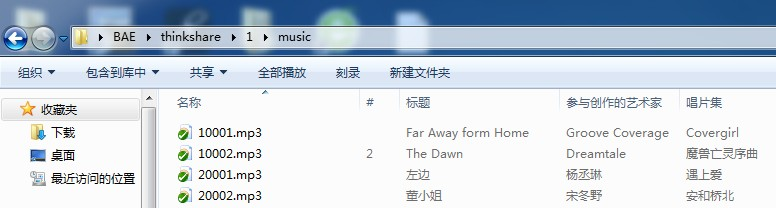 BAE thinkshare 1 music
组织 包含到库中 共享 全部播放 刻录 新建文件夹
收藏夹
下载
桌面
最近访问的位置
名称 # 标题 参与创作的艺术家 唱片集
10001.mp3 Far Away form Home Groove Coverage Covergirl
10002.mp3 2 The Dawn Dreamtale 魔兽亡灵序曲
20001.mp3 左边 杨丞琳 遇上爱
20002.mp3 董小姐 宋冬野 安和桥北